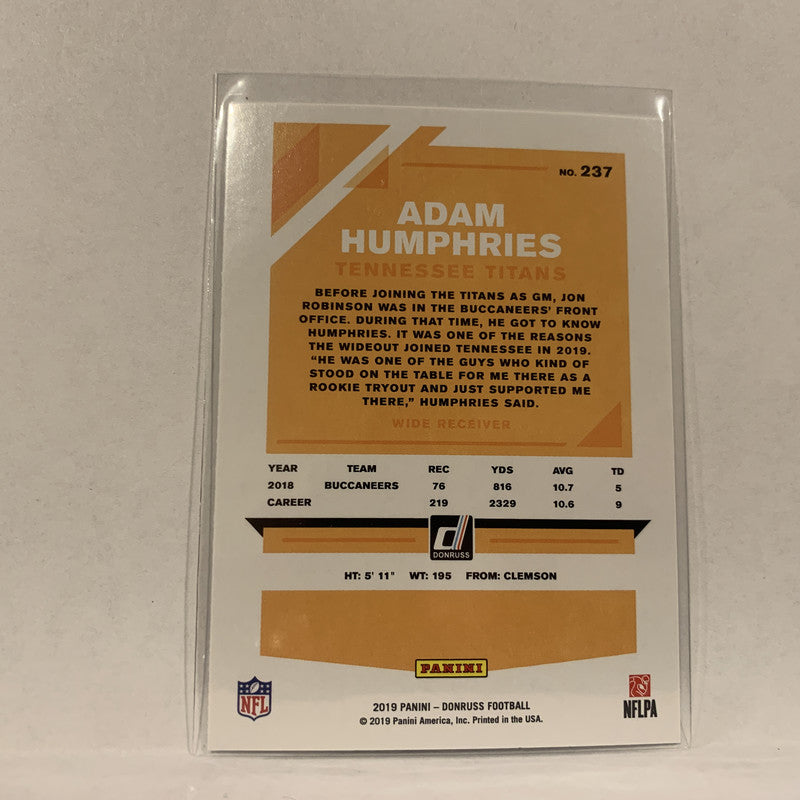 NO. 237
ADAM
HUMPHRIES
TENNESSEE TITANS
BEFORE JOINING THE TITANS AS GM, JON
ROBINSON WAS IN THE BUCCANEERS' FRONT
OFFICE. DURING THAT TIME, HE GOT TO KNOW
HUMPHRIES. IT WAS ONE OF THE REASONS
THE WIDEOUT JOINED TENNESSEE IN 2019.
“HE WAS ONE OF THE GUYS WHO KIND OF
STOOD ON THE TABLE FOR ME THERE AS A
ROOKIE TRYOUT AND JUST SUPPORTED ME
THERE,” HUMPHRIES SAID.
WIDE RECEIVER
YEAR TEAM REC YDS AVG TD
2018 BUCCANEERS 76 816 10.7 5
CAREER 219 2329 10.6 9
d
DONRUSS
HT: 5' 11" WT: 195 FROM: CLEMSON
PANINI
NFL
2019 PANINI – DONRUSS FOOTBALL
© 2019 Panini America, Inc. Printed in the USA.
NFLPA